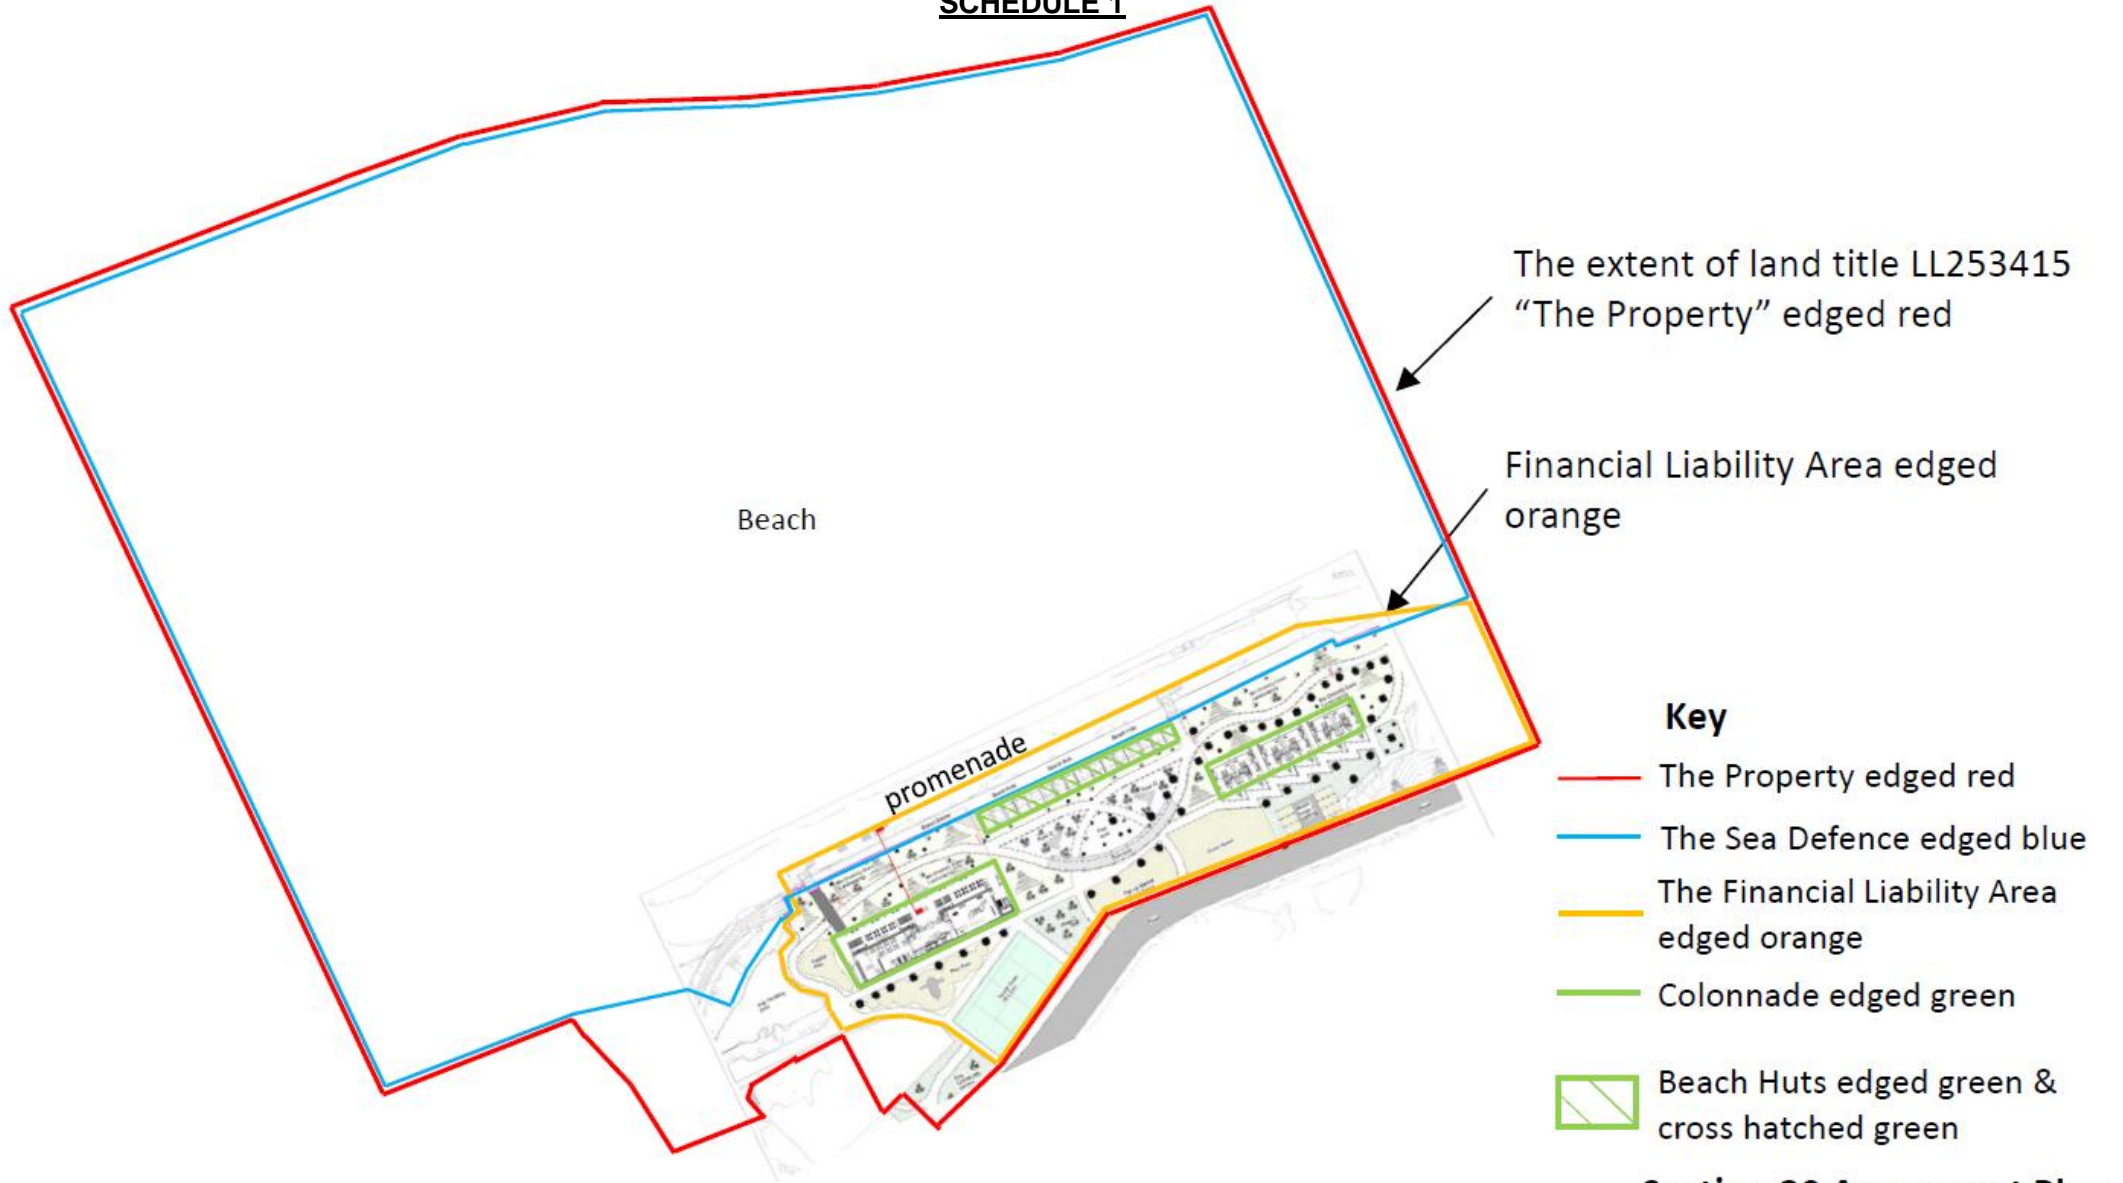 SCHEDULE 1
The extent of land title LL253415
“The Property” edged red
Financial Liability Area edged
orange
Beach
promenade
Key
The Property edged red
The Sea Defence edged blue
The Financial Liability Area
edged orange
Colonnade edged green
Beach Huts edged green &
cross hatched green